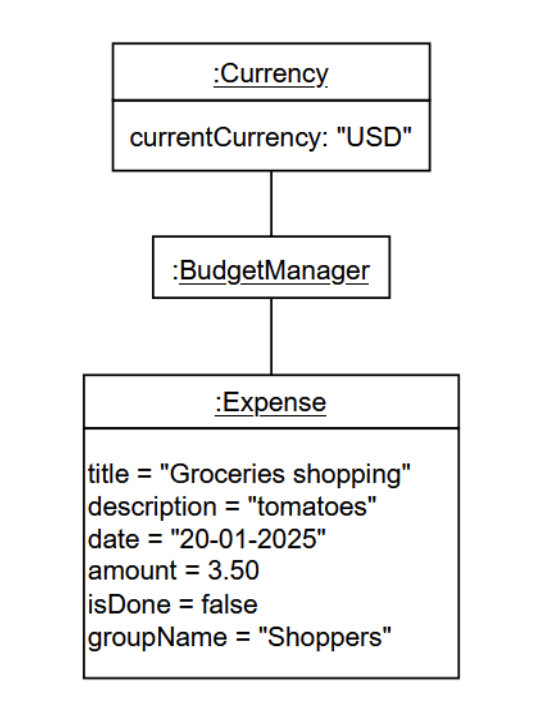 :Currency
currentCurrency: "USD"
:BudgetManager
:Expense
title = "Groceries shopping"
description = "tomatoes"
date = "20-01-2025"
amount = 3.50
isDone = false
groupName = "Shoppers"